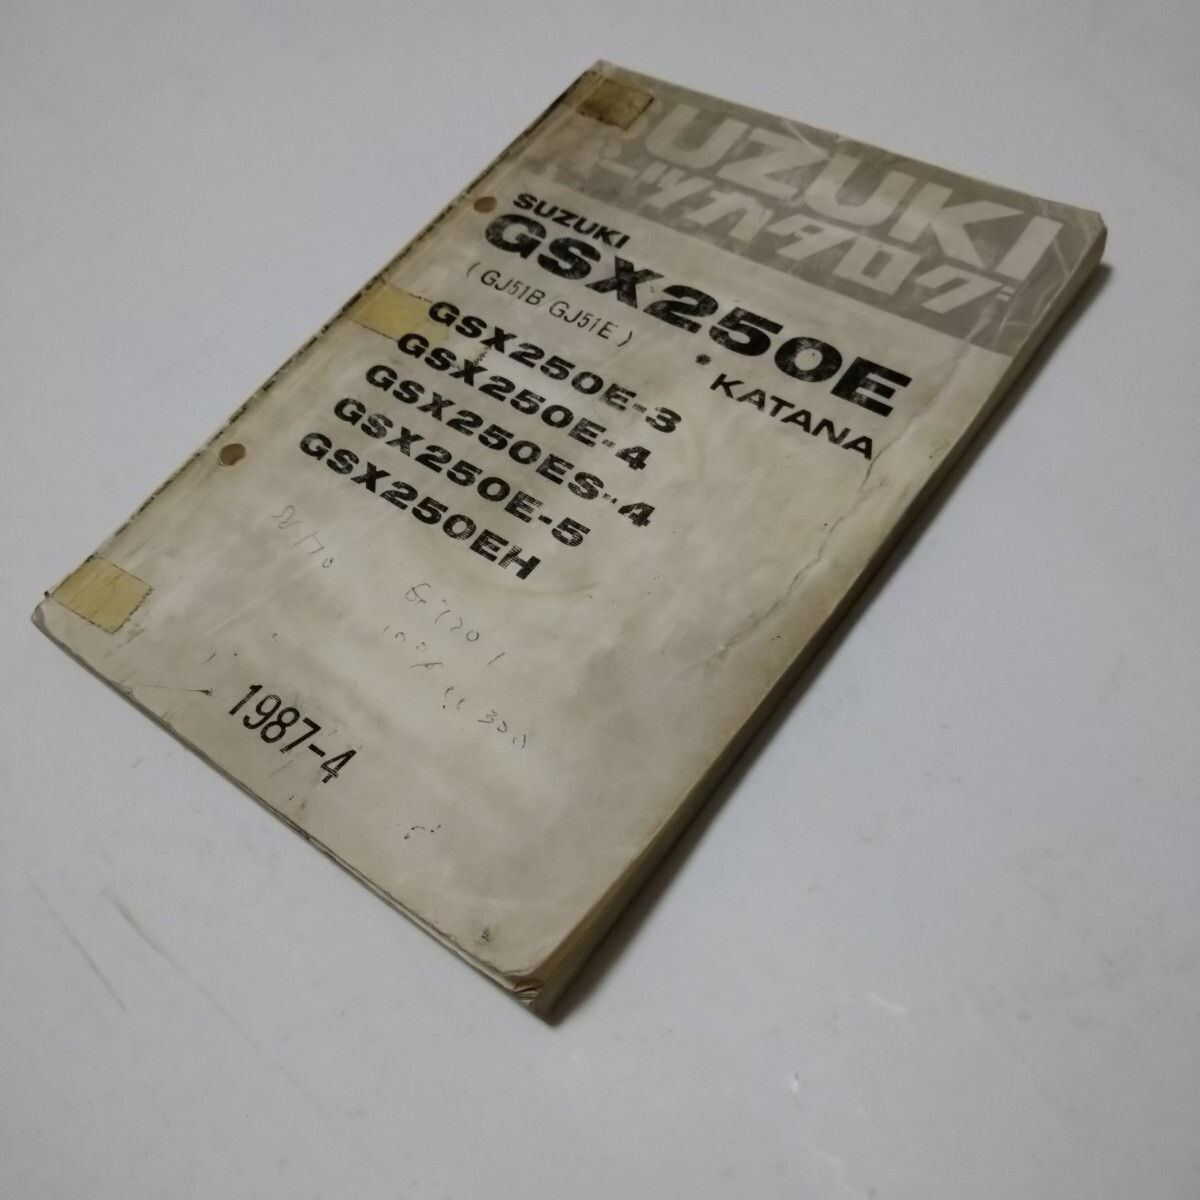 SUZUKI
パーツカタログ
SUZUKI
GSX250E
(GJ51B/GJ51E) • KATANA
GSX250E-3
GSX250E-4
GSX250ES-4
GSX250E-5
GSX250EH
1987-4